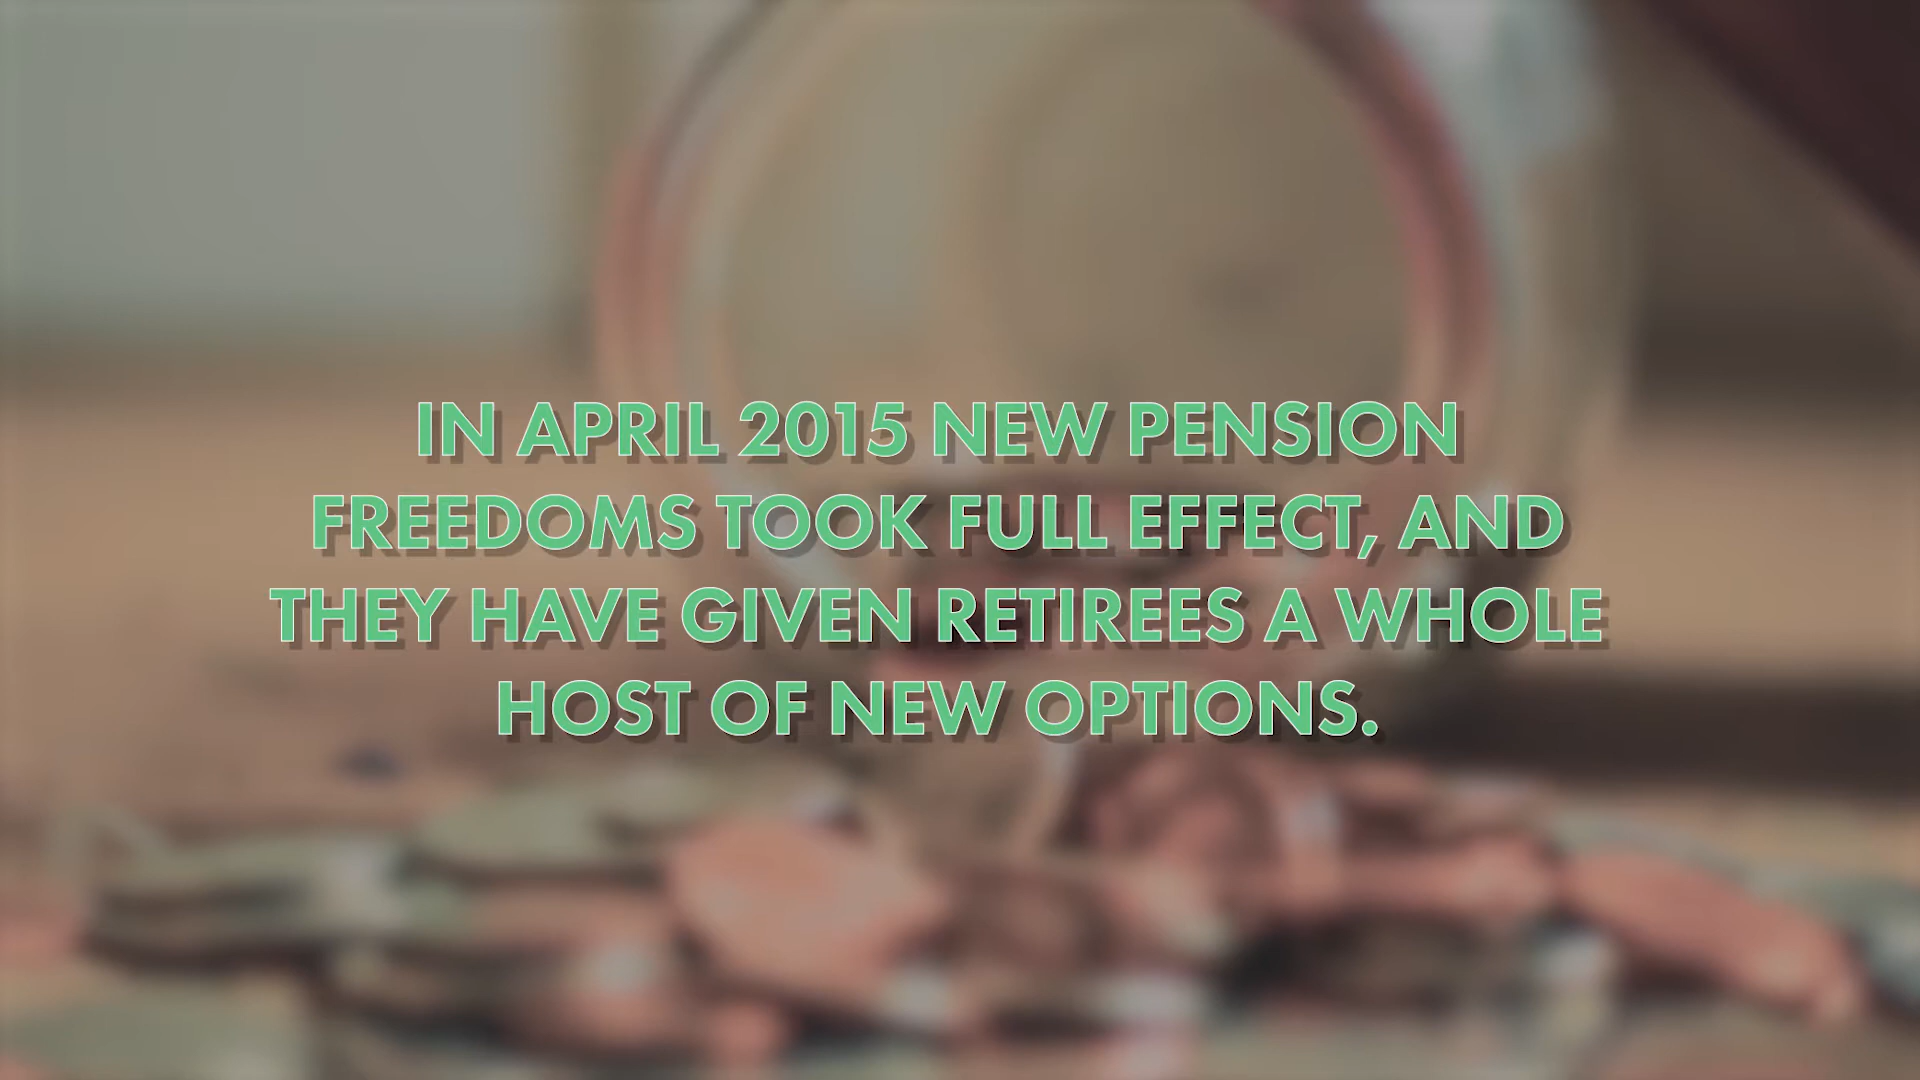 IN APRIL 2015 NEW PENSION
FREEDOMS TOOK FULL EFFECT, AND
THEY HAVE GIVEN RETIREES A WHOLE
HOST OF NEW OPTIONS.